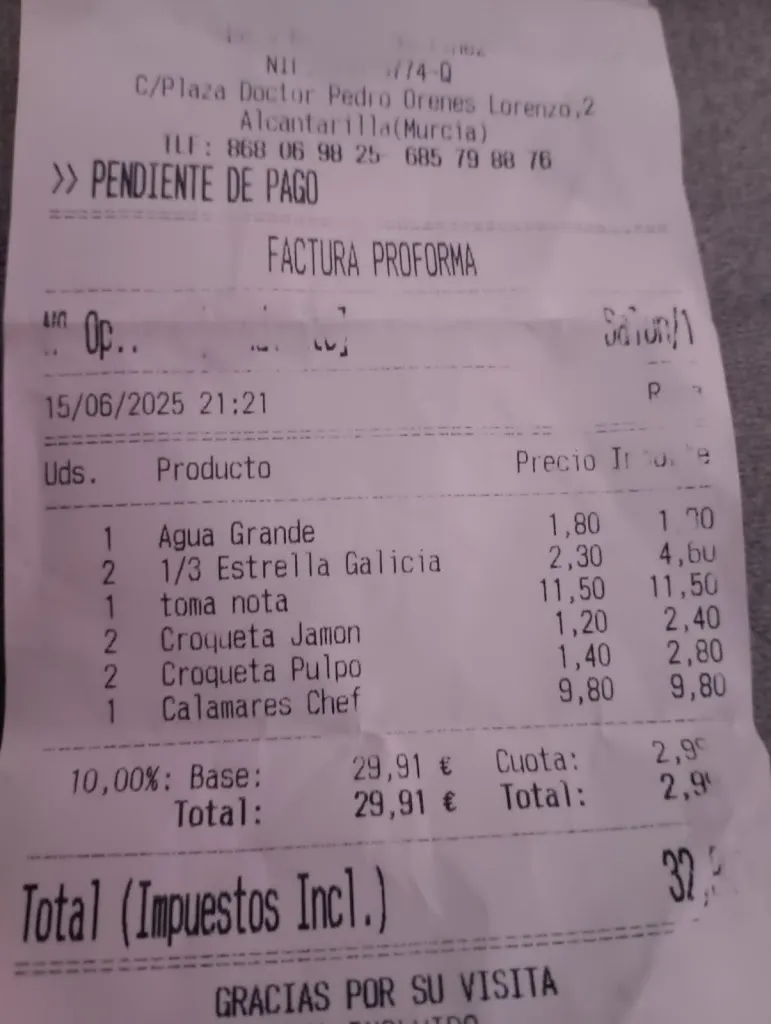 C/Plaza Doctor Pedro Orenes Lorenzo,2
Alcantarilla(Murcia)
TLF: 868 06 98 25- 685 79 88 76
>> PENDIENTE DE PAGO
FACTURA PROFORMA
Op..
15/06/2025 21:21
Uds. Producto Precio
1 Agua Grande 1,80
2 1/3 Estrella Galicia 2,30 4,60
1 toma nota 11,50 11,50
2 Croqueta Jamon 1,20 2,40
2 Croqueta Pulpo 1,40 2,80
1 Calamares Chef 9,80 9,80
10,00%: Base: 29,91 € Cuota:
Total: 29,91 € Total:
Total (Impuestos Incl.)
GRACIAS POR SU VISITA